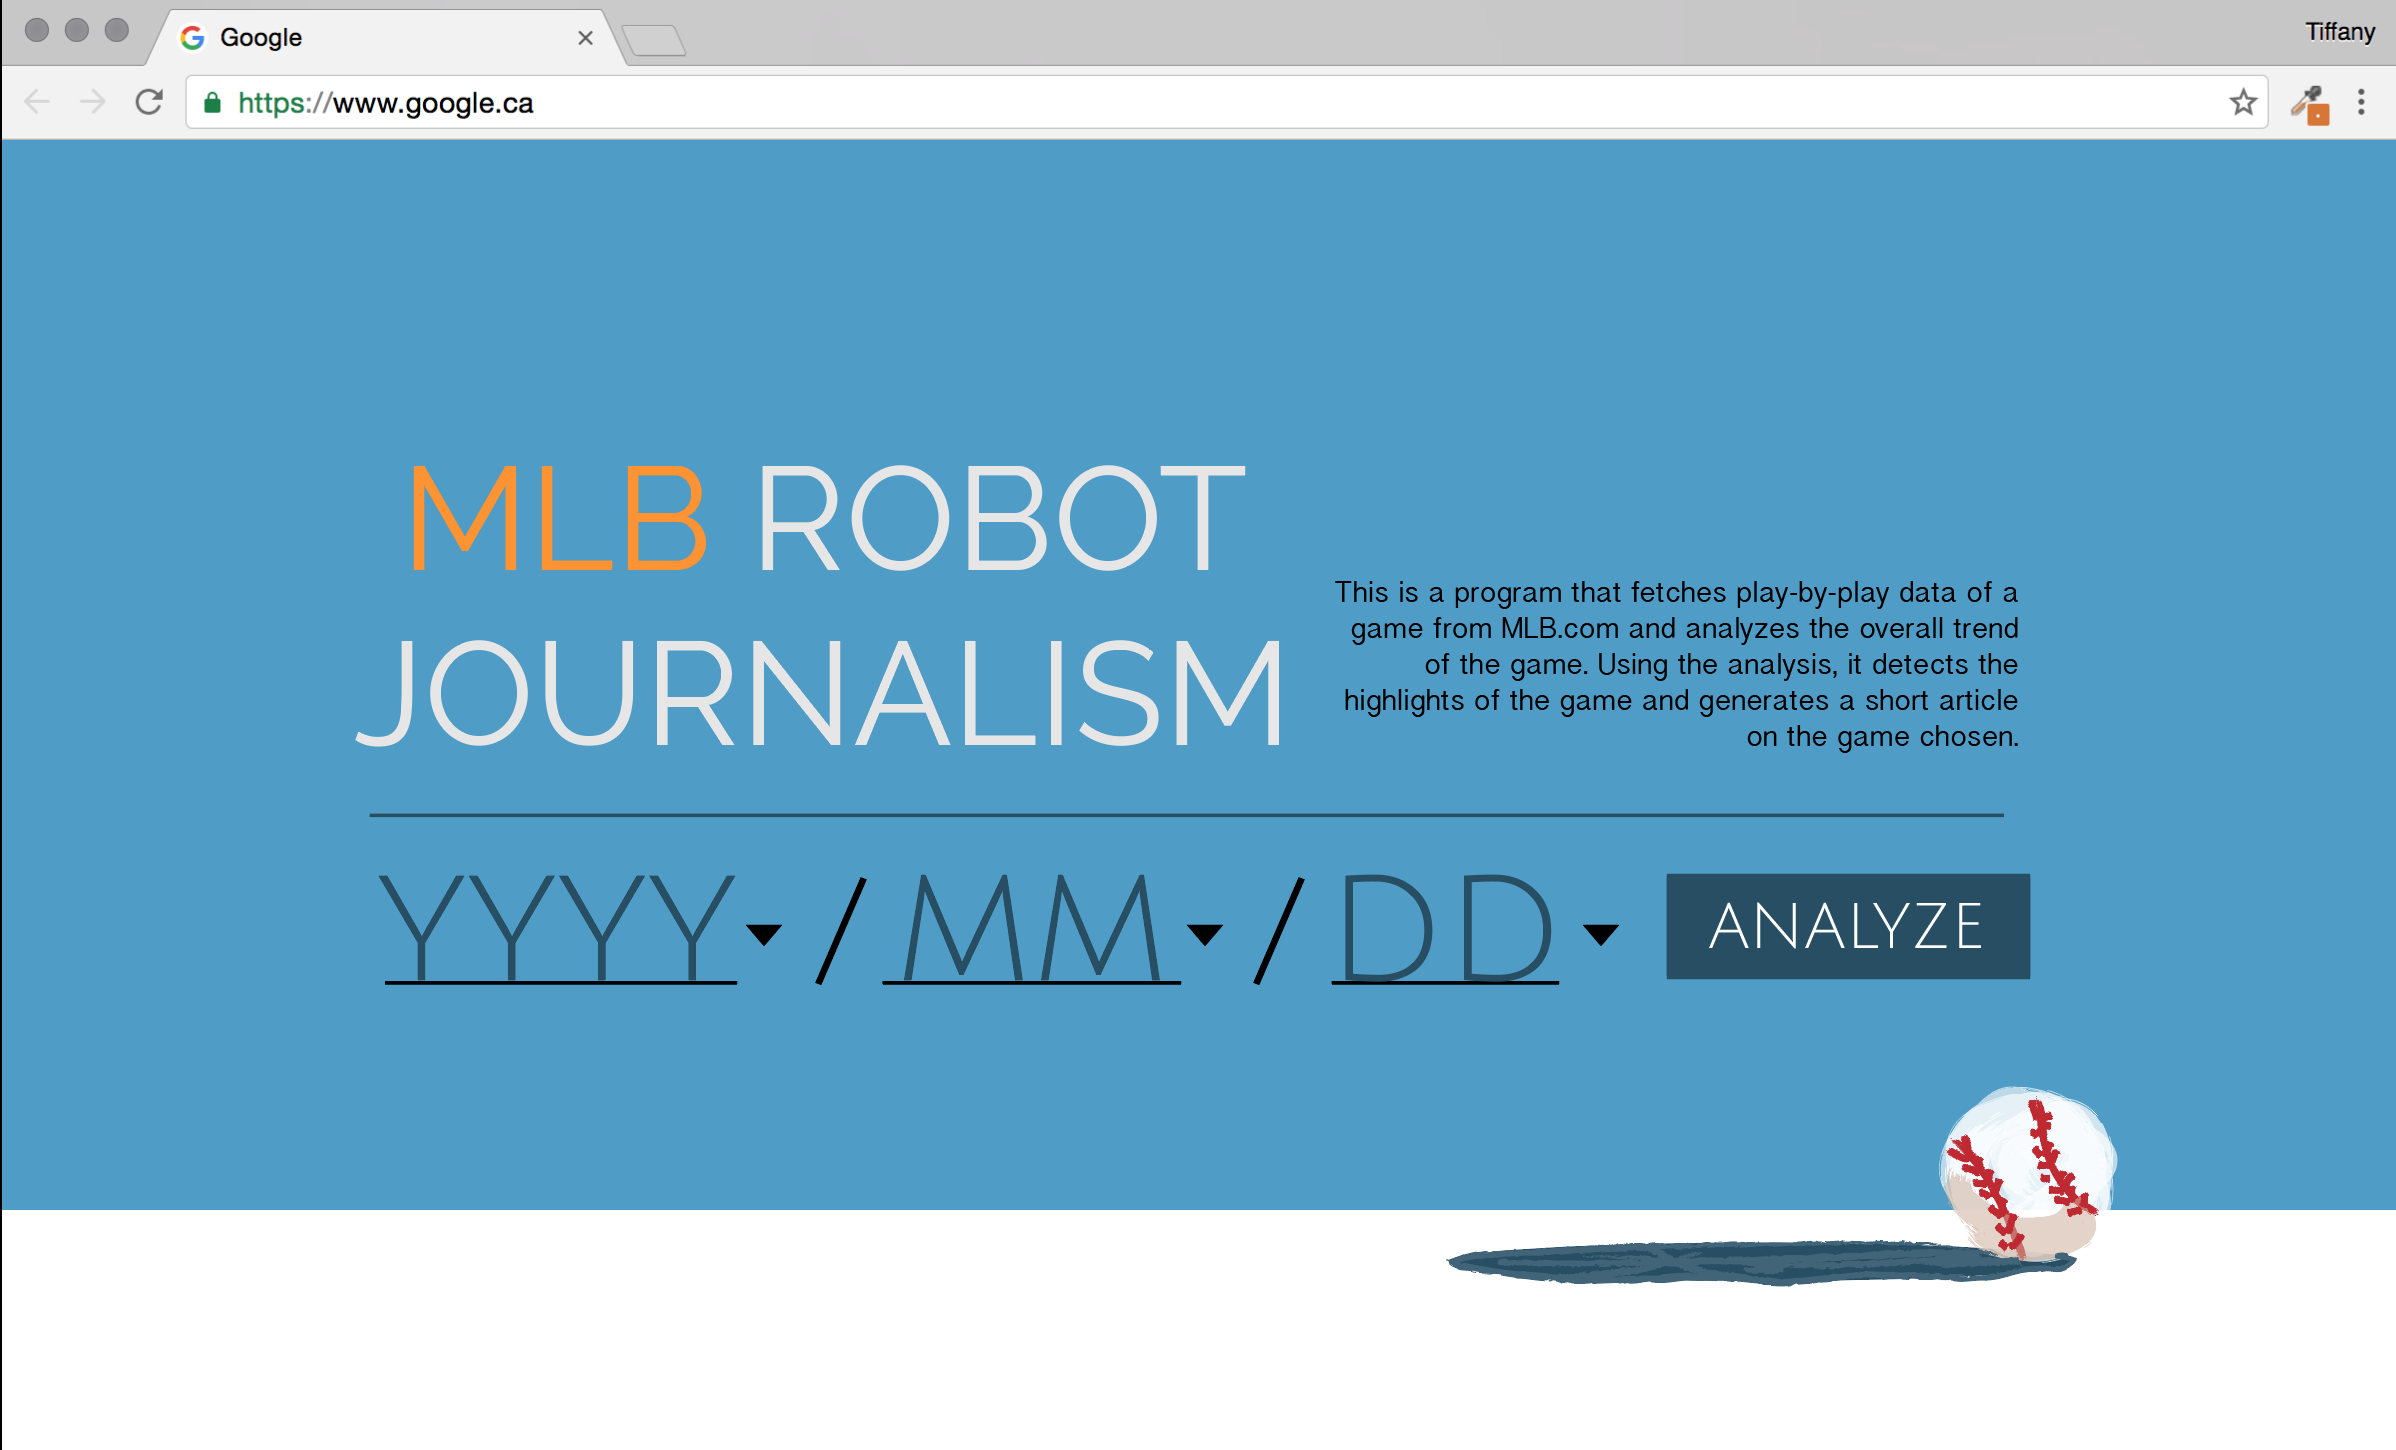 Google
Tiffany
https://www.google.ca
MLB ROBOT
JOURNALISM
This is a program that fetches play-by-play data of a
game from MLB.com and analyzes the overall trend
of the game. Using the analysis, it detects the
highlights of the game and generates a short article
on the game chosen.
YYYY / MM / DD
ANALYZE